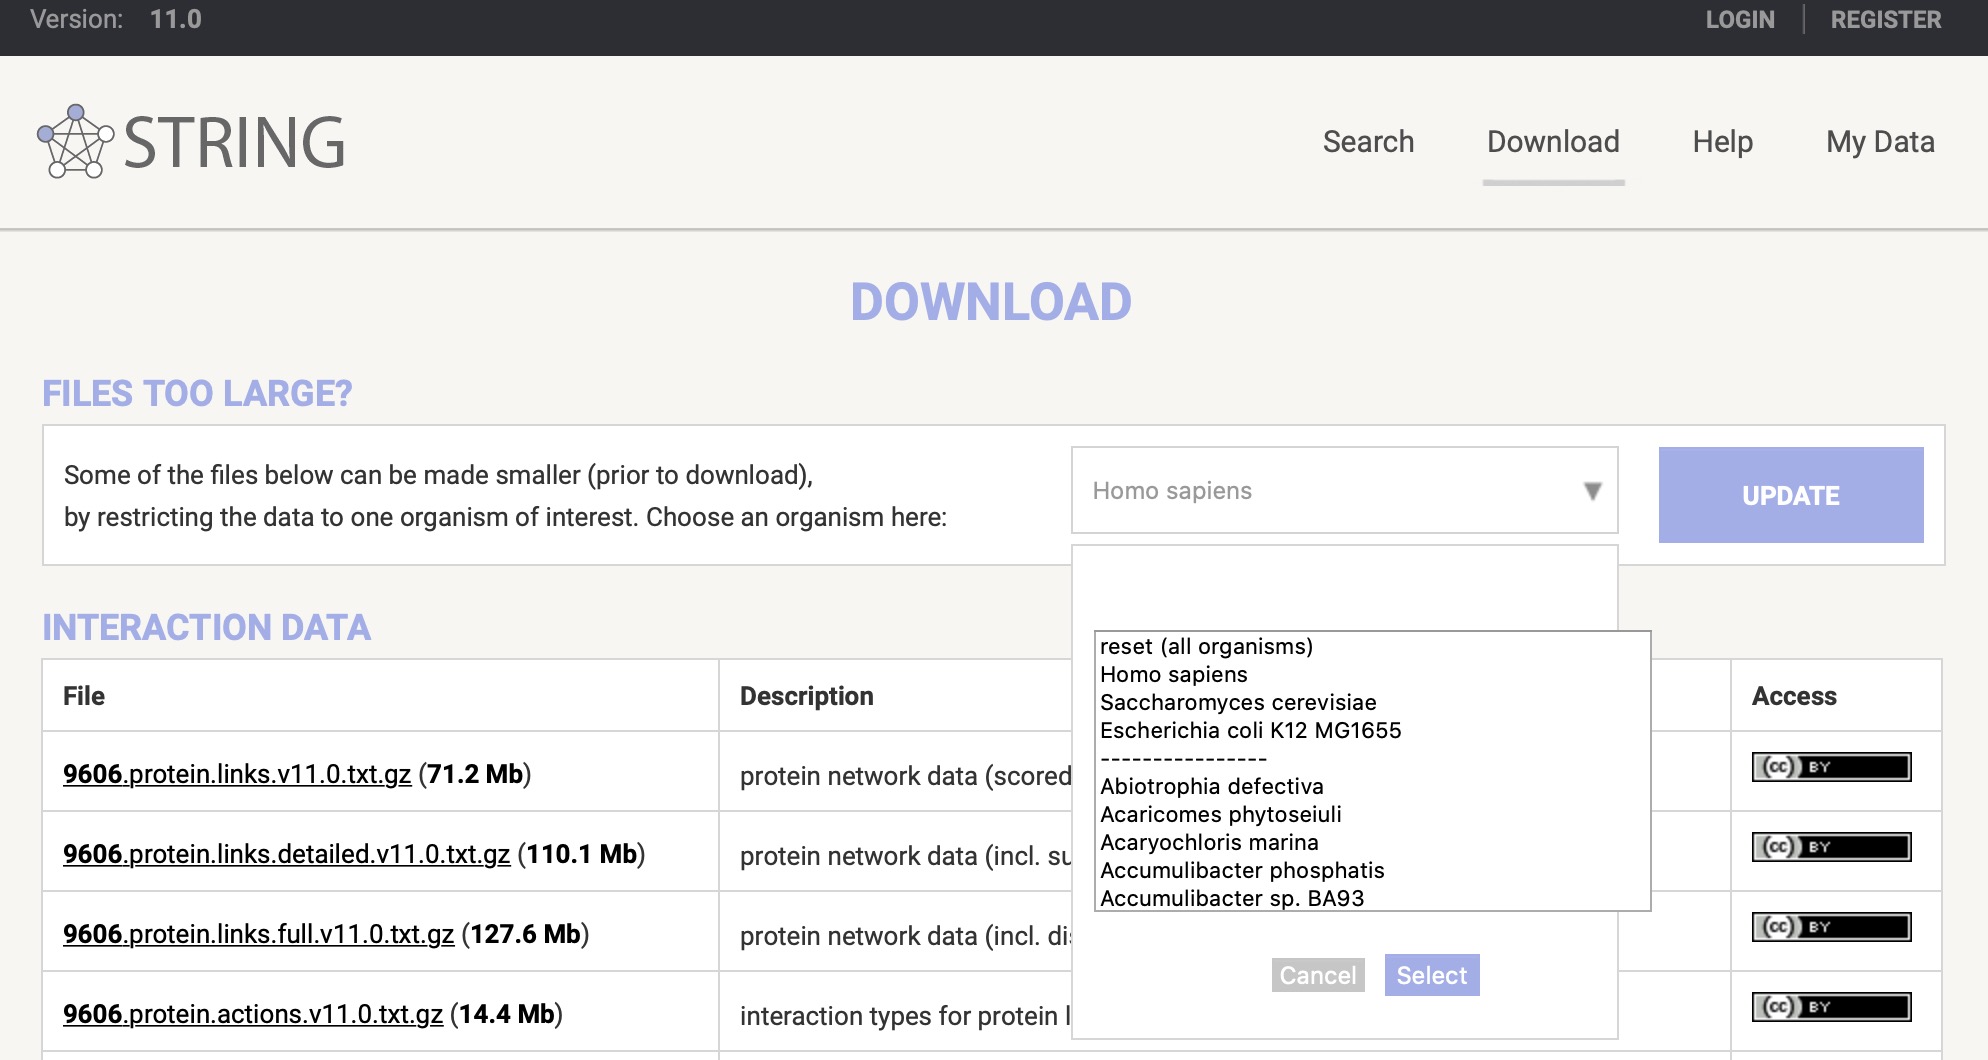 Version: 11.0
LOGIN REGISTER
STRING
Search Download Help My Data
DOWNLOAD
FILES TOO LARGE?
Some of the files below can be made smaller (prior to download),
by restricting the data to one organism of interest. Choose an organism here:
Homo sapiens ▼
UPDATE
reset (all organisms)
Homo sapiens
Saccharomyces cerevisiae
Escherichia coli K12 MG1655
----------------
Abiotrophia defectiva
Acaricomes phytoseiuli
Acaryochloris marina
Accumulibacter phosphatis
Accumulibacter sp. BA93
Cancel Select
INTERACTION DATA
File Description Access
9606.protein.links.v11.0.txt.gz (71.2 Mb) protein network data (scored (cc) BY
9606.protein.links.detailed.v11.0.txt.gz (110.1 Mb) protein network data (incl. su (cc) BY
9606.protein.links.full.v11.0.txt.gz (127.6 Mb) protein network data (incl. di (cc) BY
9606.protein.actions.v11.0.txt.gz (14.4 Mb) interaction types for protein l (cc) BY